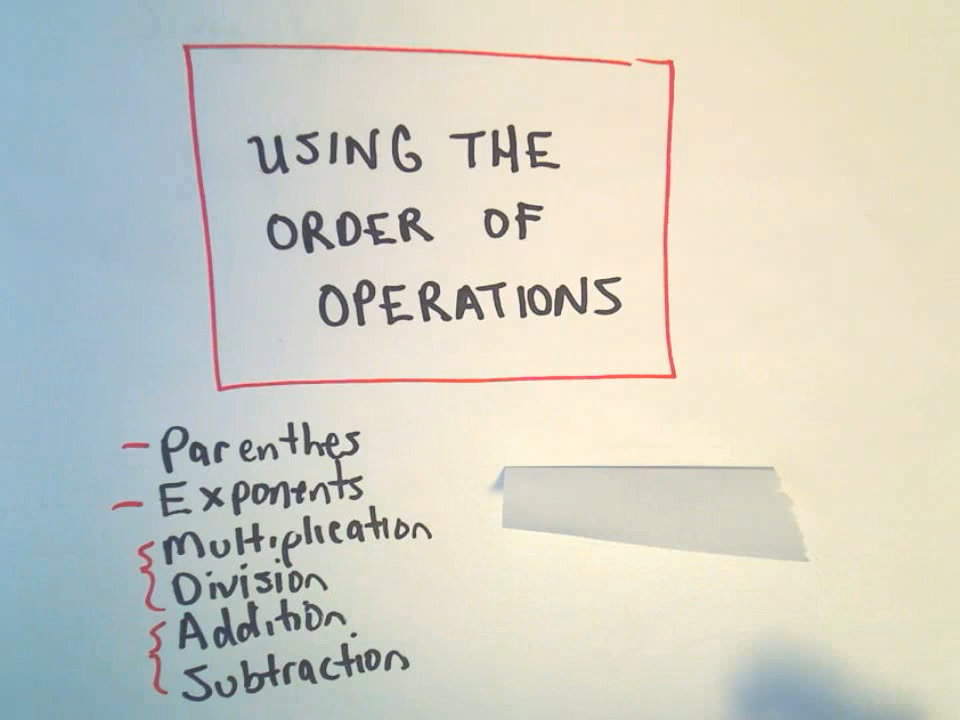 USING THE
ORDER OF
OPERATIONS
- Parenthes
- Exponents
Multiplication
Division
Addition
Subtraction